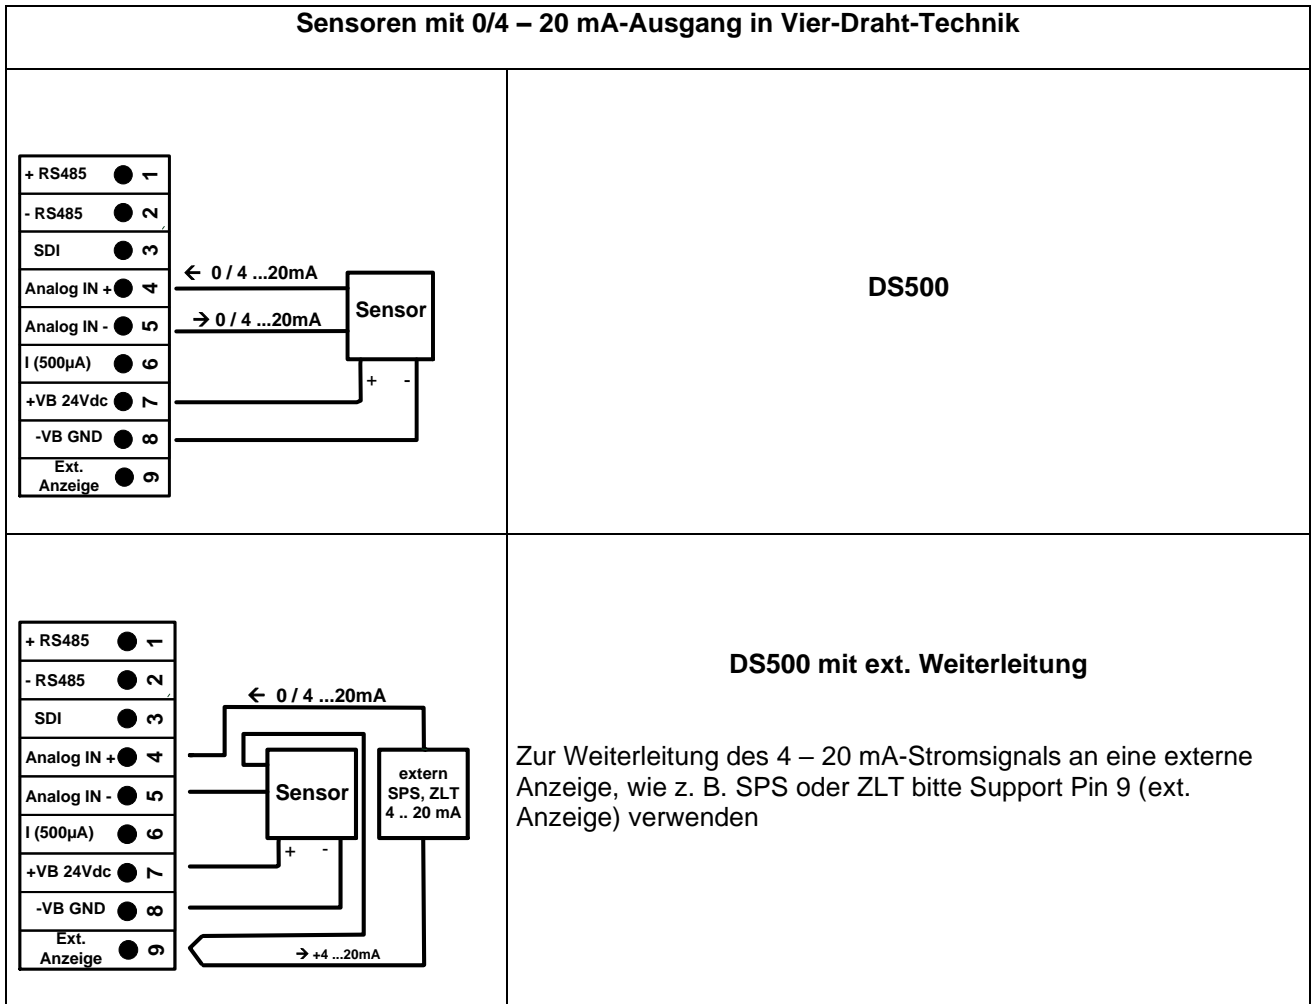 Sensoren mit 0/4 – 20 mA-Ausgang in Vier-Draht-Technik
+ RS485 1
- RS485 2
SDI 3
Analog IN + 4
Analog IN - 5
I (500µA) 6
+VB 24Vdc 7
-VB GND 8
Ext.
Anzeige 9
← 0 / 4 ...20mA
→ 0 / 4 ...20mA
Sensor
+ -
DS500
+ RS485 1
- RS485 2
SDI 3
Analog IN + 4
Analog IN - 5
I (500µA) 6
+VB 24Vdc 7
-VB GND 8
Ext.
Anzeige 9
← 0 / 4 ...20mA
Sensor
+ -
extern
SPS, ZLT
4 .. 20 mA
→ +4 ...20mA
DS500 mit ext. Weiterleitung
Zur Weiterleitung des 4 – 20 mA-Stromsignals an eine externe
Anzeige, wie z. B. SPS oder ZLT bitte Support Pin 9 (ext.
Anzeige) verwenden